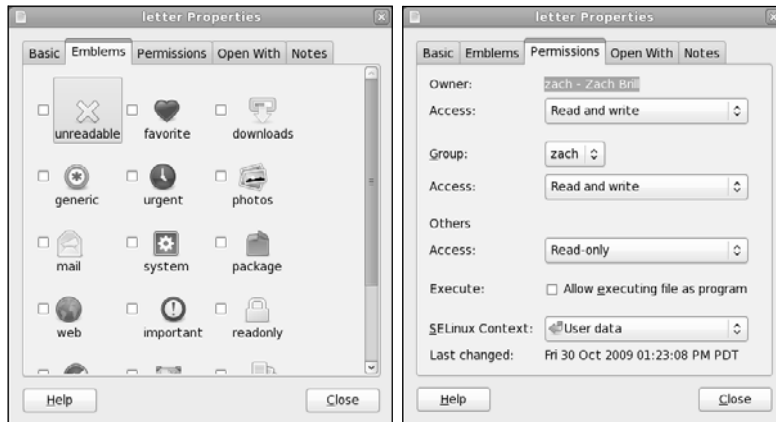 letter Properties
Basic Emblems Permissions Open With Notes
unreadable favorite downloads
generic urgent photos
mail system package
web important readonly
Help Close
letter Properties
Basic Emblems Permissions Open With Notes
Owner: zach - Zach Brill
Access: Read and write
Group: zach
Access: Read and write
Others
Access: Read-only
Execute: Allow executing file as program
SELinux Context: User data
Last changed: Fri 30 Oct 2009 01:23:08 PM PDT
Help Close